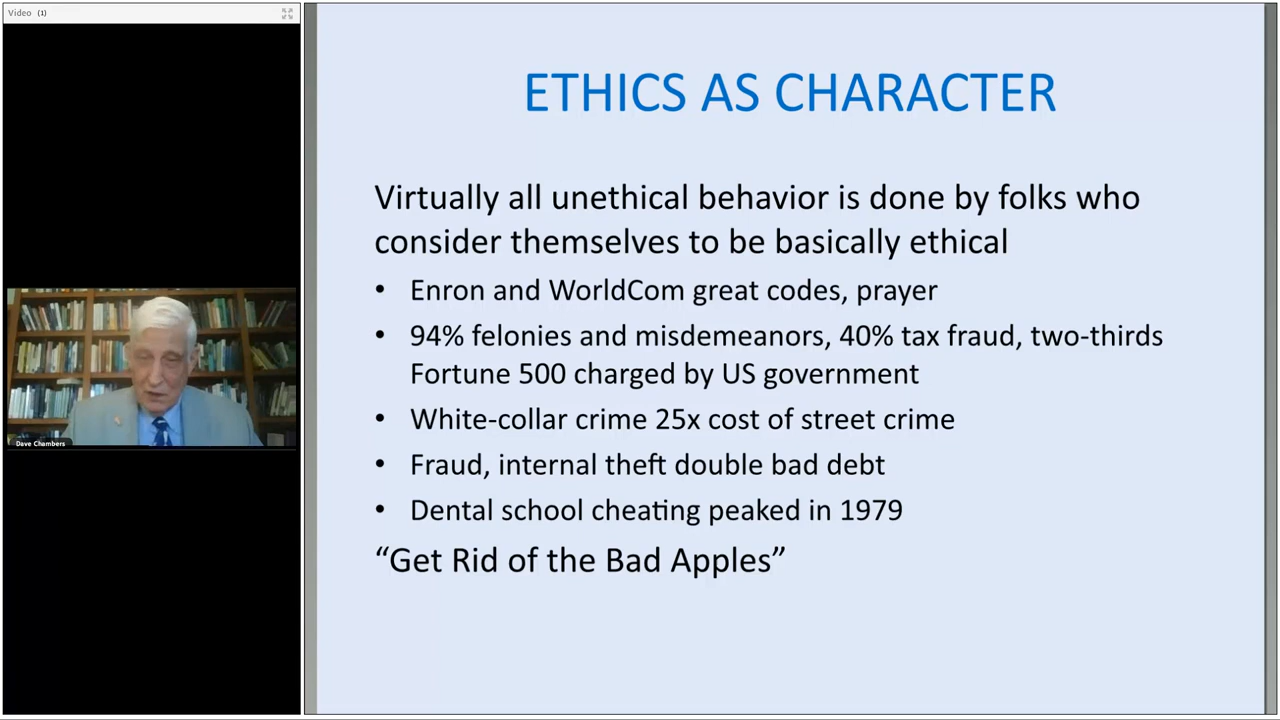 Video (1)
ETHICS AS CHARACTER
Virtually all unethical behavior is done by folks who
consider themselves to be basically ethical
• Enron and WorldCom great codes, prayer
• 94% felonies and misdemeanors, 40% tax fraud, two-thirds
Fortune 500 charged by US government
• White-collar crime 25x cost of street crime
• Fraud, internal theft double bad debt
• Dental school cheating peaked in 1979
“Get Rid of the Bad Apples”
Dave Chambers